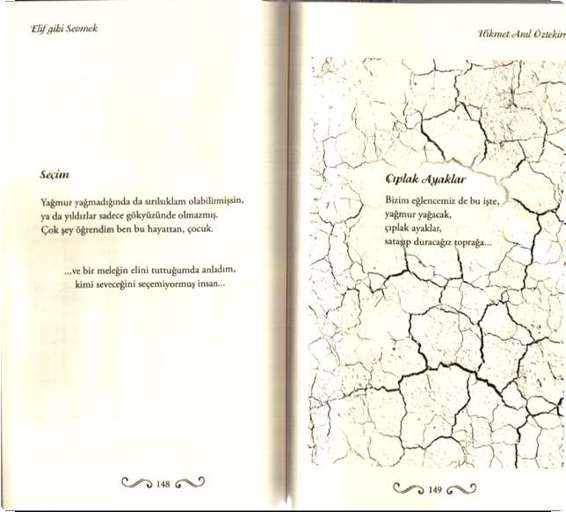 Elif gibi Sevmek
Seçim
Yağmur yağmadığında da sırılsıklam olabilirmişsin,
ya da yıldızlar sadece gökyüzünde olmazmış.
Çok şey öğrendim ben bu hayattan, çocuk.
...ve bir meleğin elini tuttuğumda anladım,
kimi seveceğini seçemiyormuş insan...
148
Hikmet Anıl Öztekin
Çıplak Ayaklar
Bizim eğlencemiz de bu işte,
yağmur yağacak,
çıplak ayaklar,
sataşıp duracağız toprağa...
149